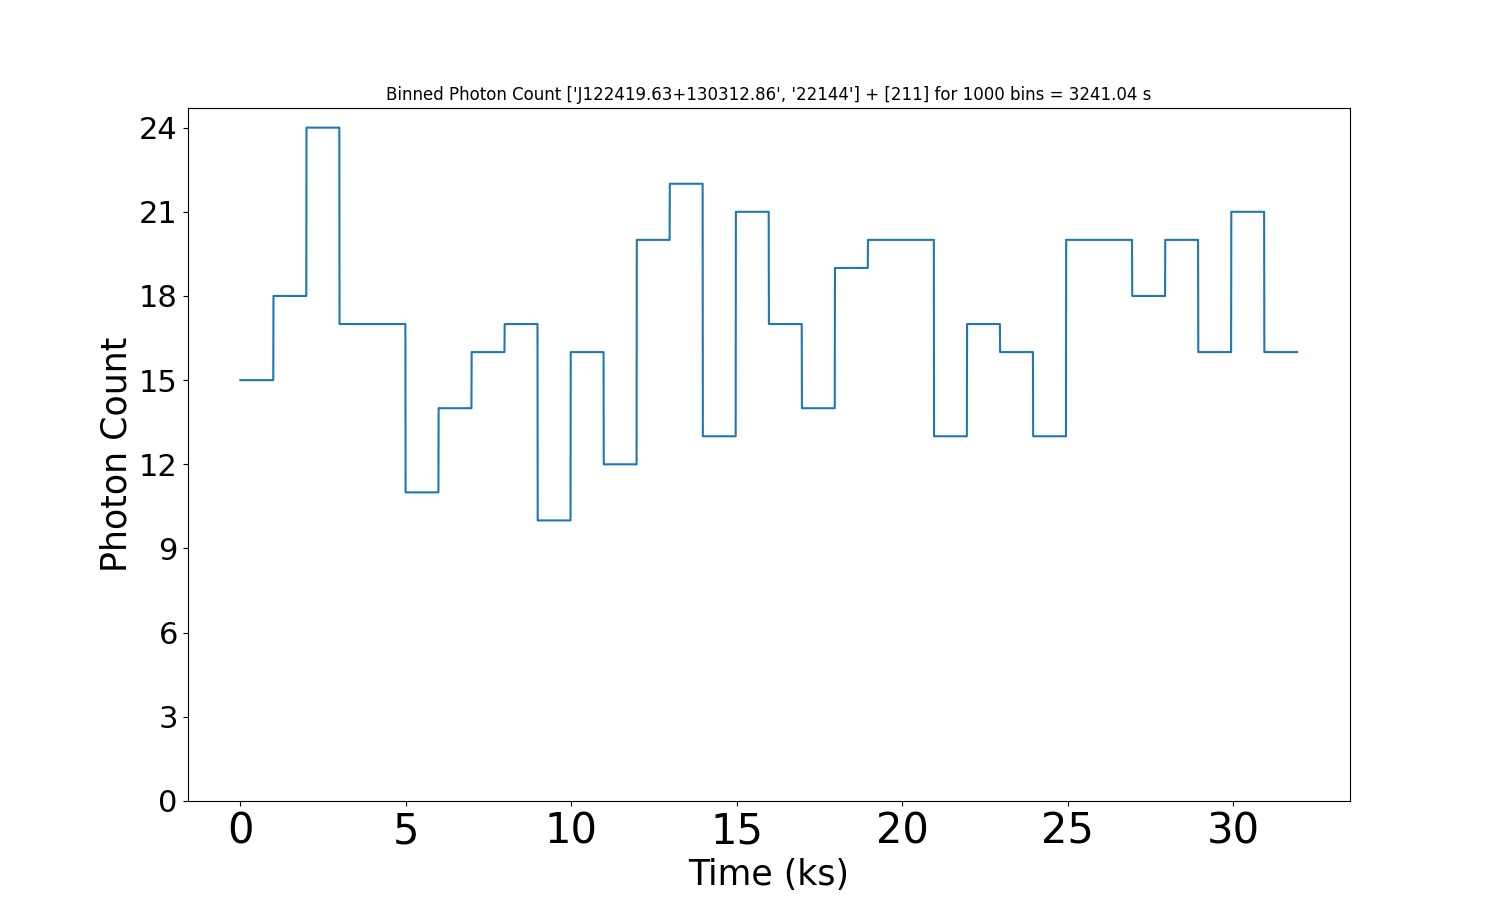 Binned Photon Count ['J122419.63+130312.86', '22144'] + [211] for 1000 bins = 3241.04 s
24
21
18
15
12
9
6
3
0
Photon Count
0 5 10 15 20 25 30
Time (ks)